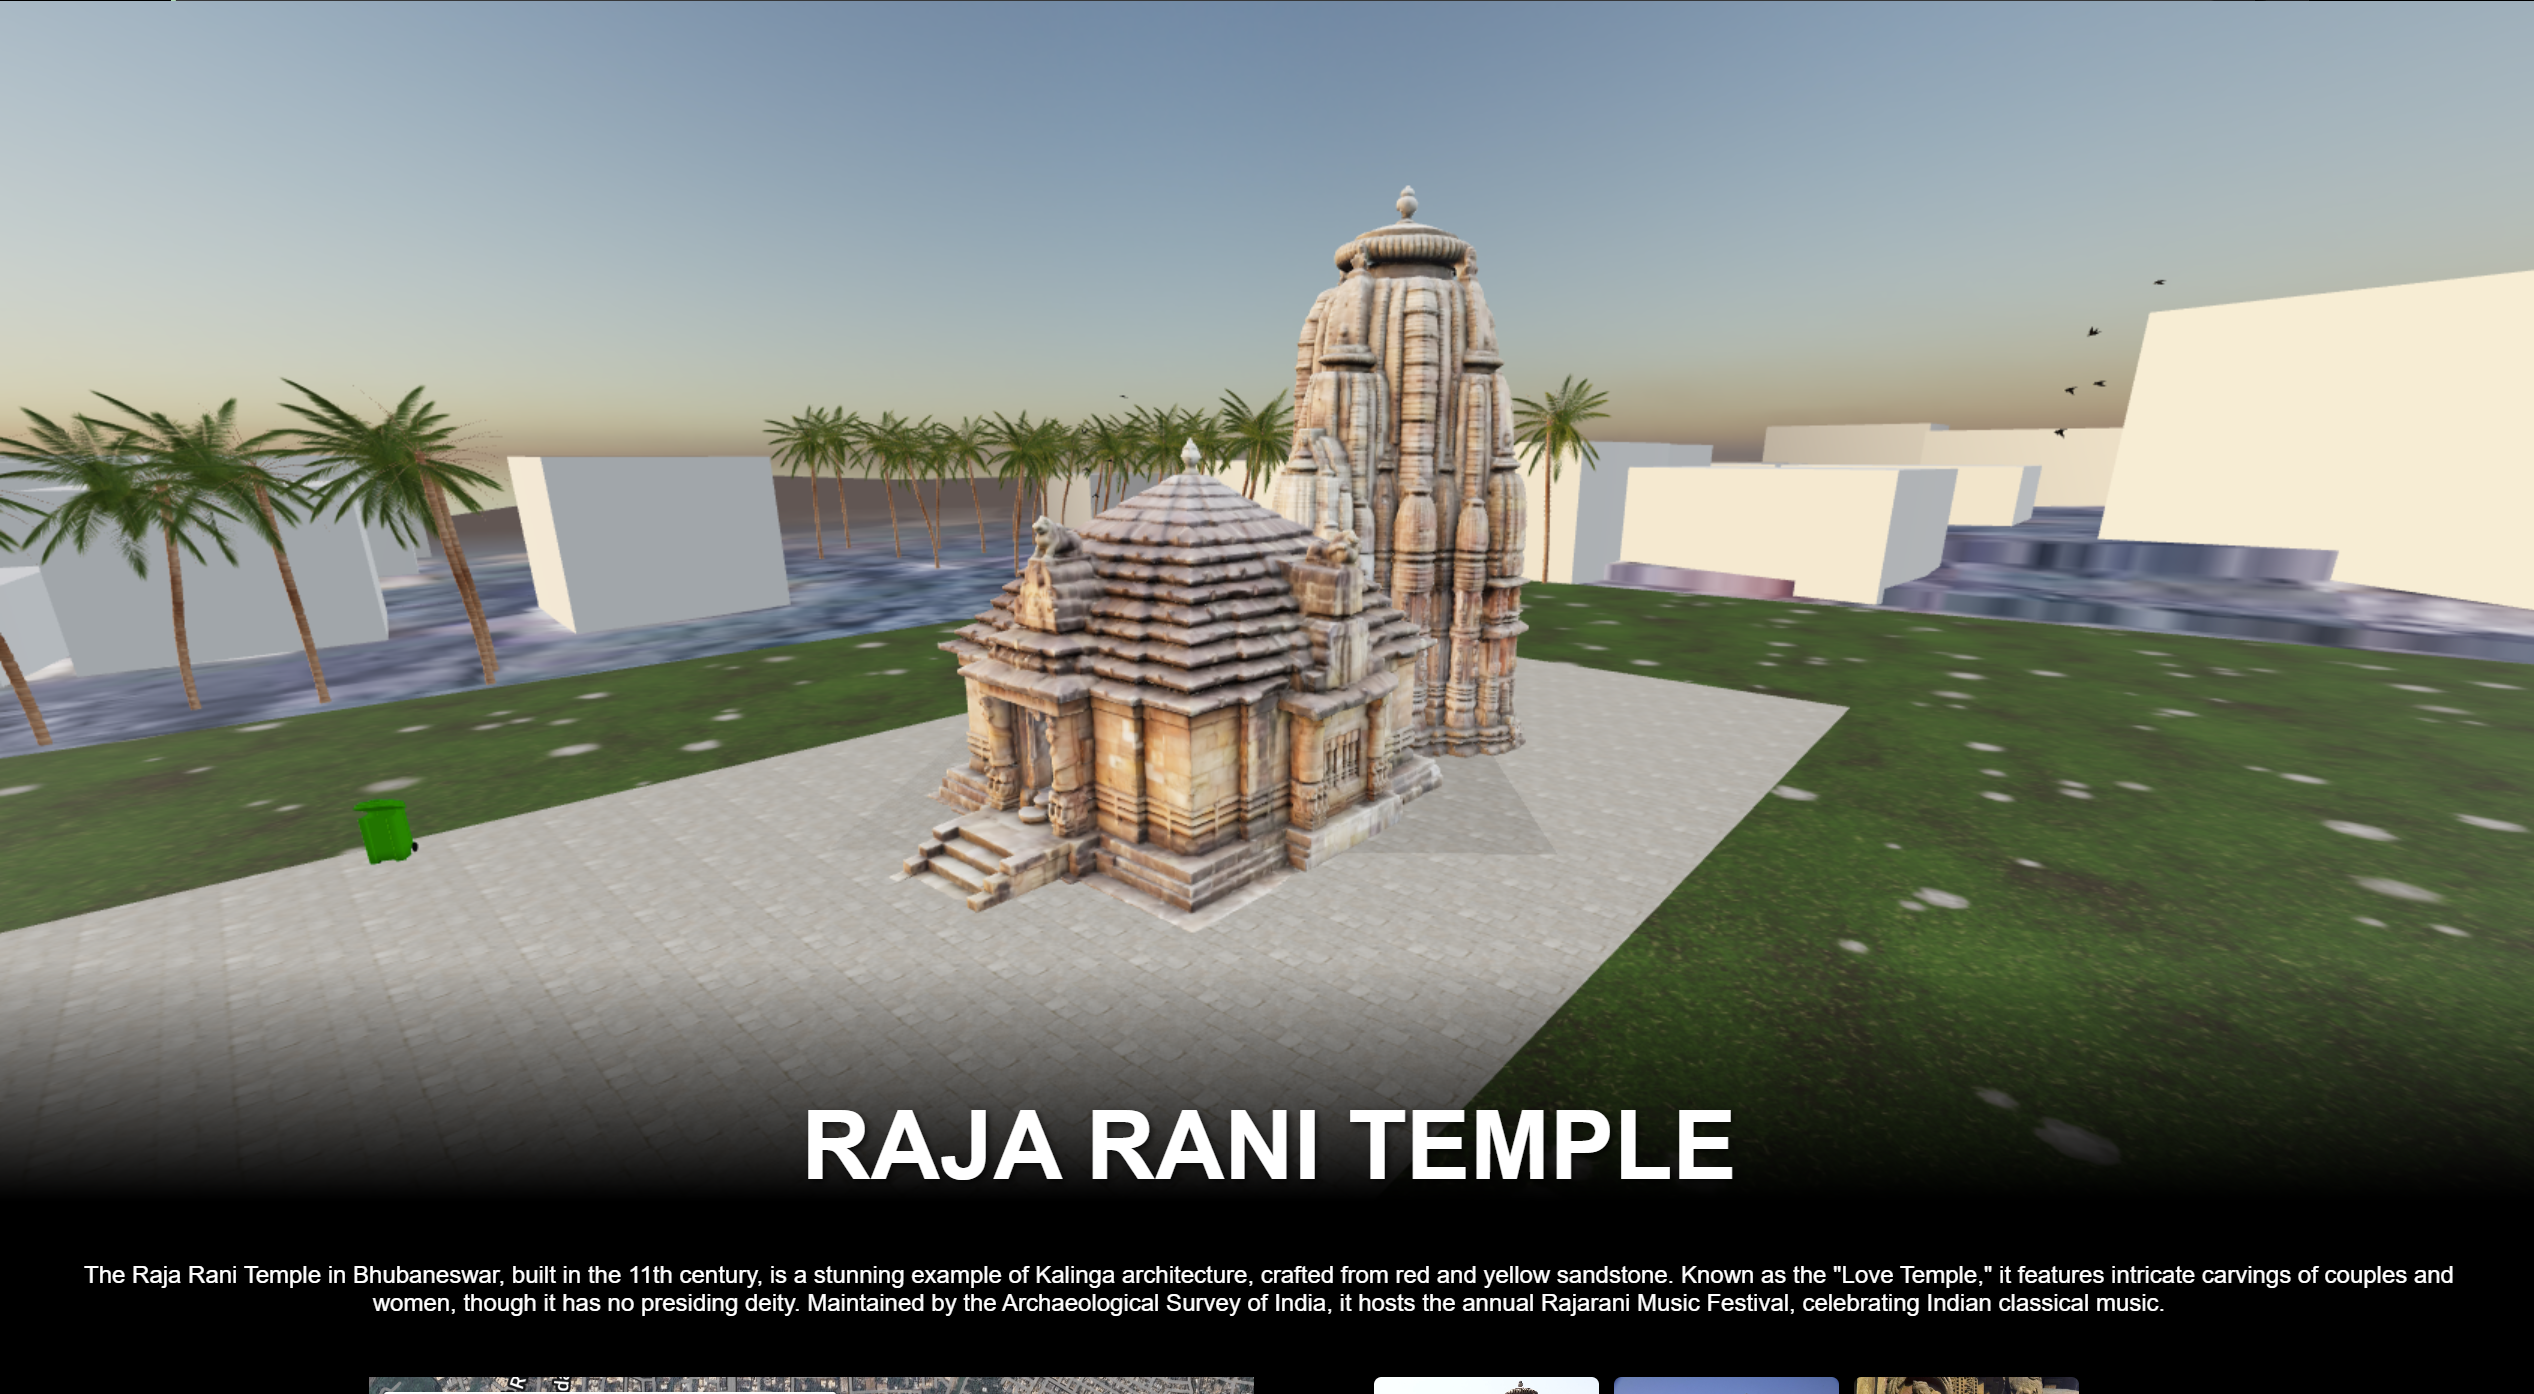 RAJA RANI TEMPLE
The Raja Rani Temple in Bhubaneswar, built in the 11th century, is a stunning example of Kalinga architecture, crafted from red and yellow sandstone. Known as the "Love Temple," it features intricate carvings of couples and
women, though it has no presiding deity. Maintained by the Archaeological Survey of India, it hosts the annual Rajarani Music Festival, celebrating Indian classical music.